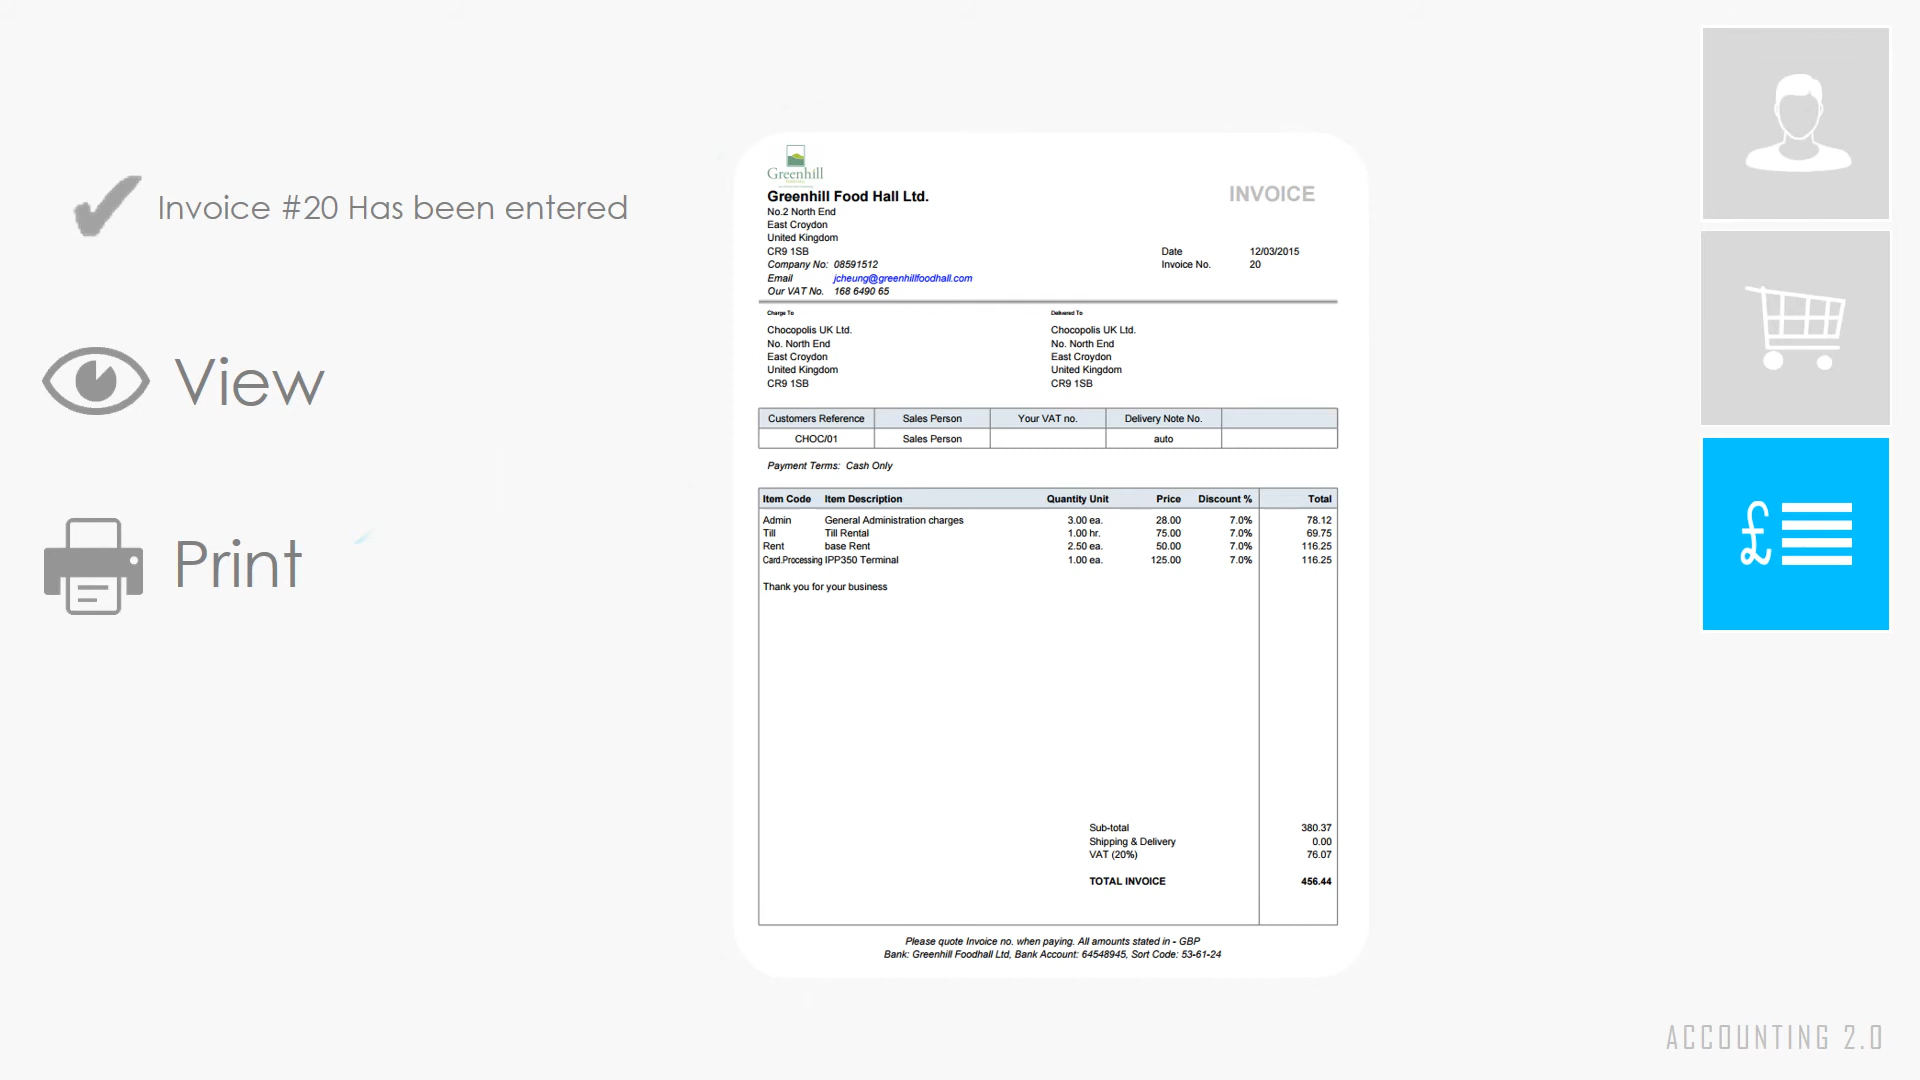 Invoice #20 Has been entered
View
Print
Greenhill
Greenhill Food Hall Ltd.
INVOICE
No.2 North End
East Croydon
United Kingdom
CR9 1SB
Date 12/03/2015
Company No: 08591512
Invoice No. 20
Email jcheung@greenhillfoodhall.com
Our VAT No. 168 6490 65
Charge To
Chocopolis UK Ltd.
No. North End
East Croydon
United Kingdom
CR9 1SB
Delivered To
Chocopolis UK Ltd.
No. North End
East Croydon
United Kingdom
CR9 1SB
Customers Reference Sales Person Your VAT no. Delivery Note No.
CHOC/01 Sales Person auto
Payment Terms: Cash Only
Item Code Item Description Quantity Unit Price Discount % Total
Admin General Administration charges 3.00 ea. 28.00 7.0% 78.12
Till Till Rental 1.00 hr. 75.00 7.0% 69.75
Rent base Rent 2.50 ea. 50.00 7.0% 116.25
Card.Processing IPP350 Terminal 1.00 ea. 125.00 7.0% 116.25
Thank you for your business
Sub-total 380.37
Shipping & Delivery 0.00
VAT (20%) 76.07
TOTAL INVOICE 456.44
Please quote Invoice no. when paying. All amounts stated in - GBP
Bank: Greenhill Foodhall Ltd, Bank Account: 64548945, Sort Code: 53-61-24
£
ACCOUNTING 2.0